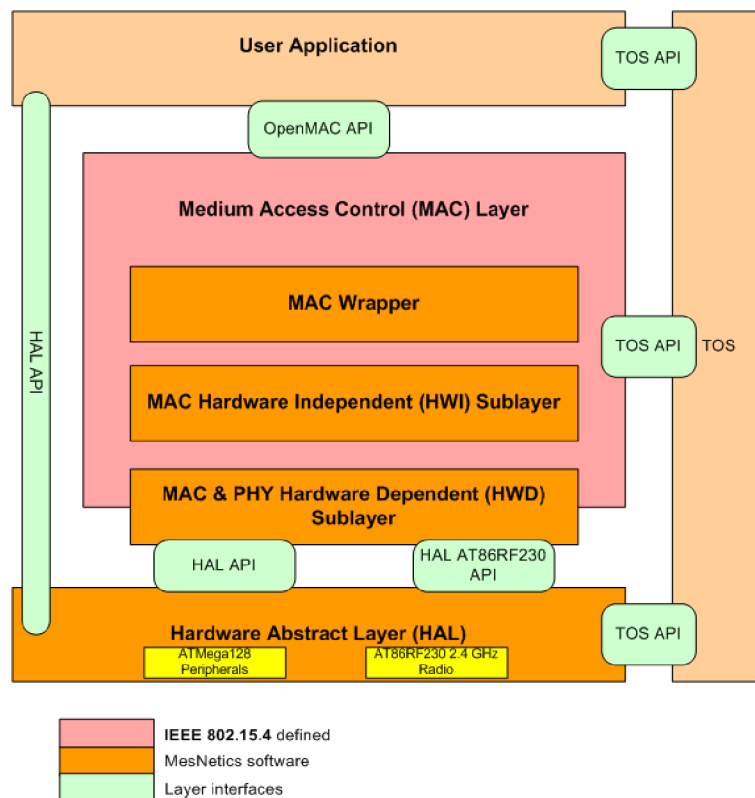 User Application
TOS API
OpenMAC API
Medium Access Control (MAC) Layer
MAC Wrapper
HAL API
TOS API
TOS
MAC Hardware Independent (HWI) Sublayer
MAC & PHY Hardware Dependent (HWD)
Sublayer
HAL API
HAL AT86RF230
API
Hardware Abstract Layer (HAL)
TOS API
ATMega128
Peripherals
AT86RF230 2.4 GHz
Radio
IEEE 802.15.4 defined
MesNetics software
Layer interfaces